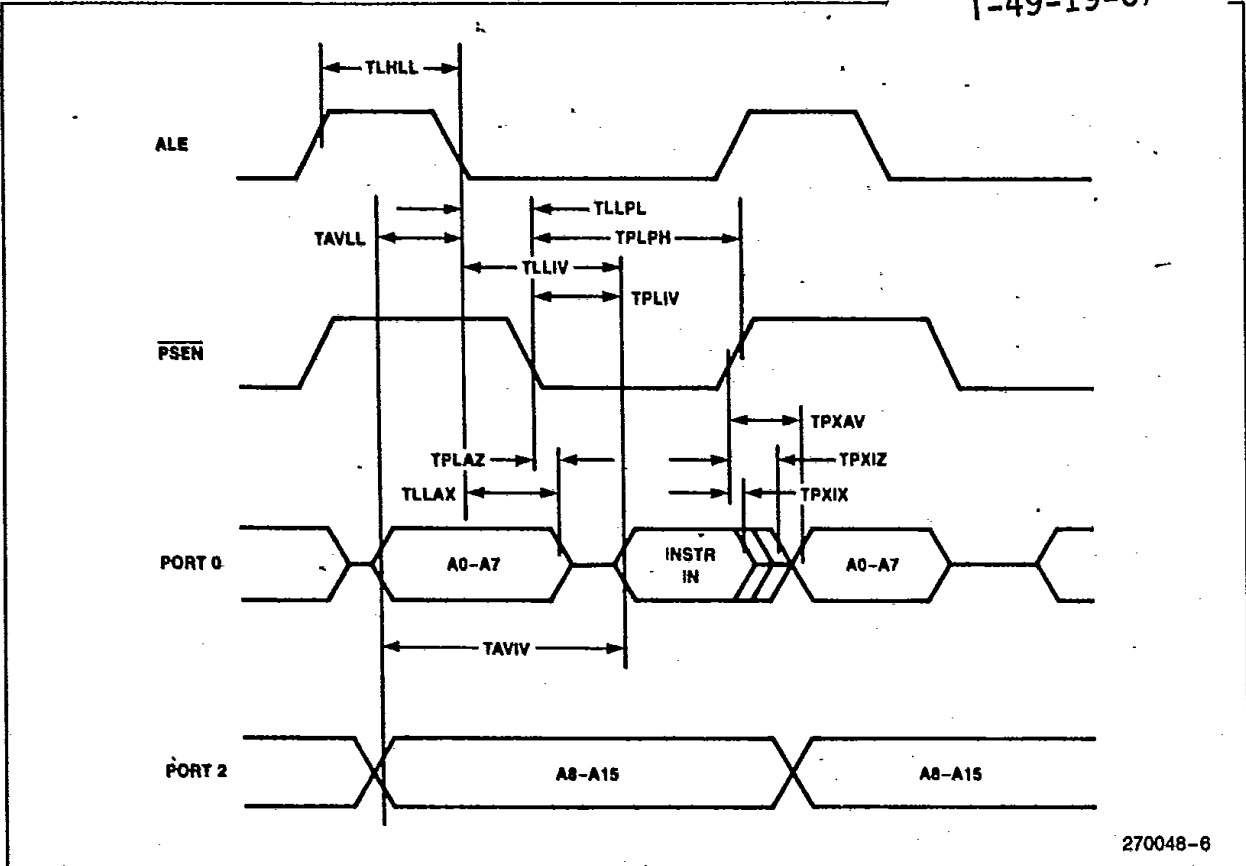 TLHLL
ALE
TLLPL
TAVLL
TPLPH
TLLIV
TPLIV
PSEN
TPXAV
TPLAZ
TPXIZ
TLLAX
TPXIX
PORT 0
A0-A7
INSTR
IN
A0-A7
TAVIV
PORT 2
A8-A15
A8-A15
270048-6